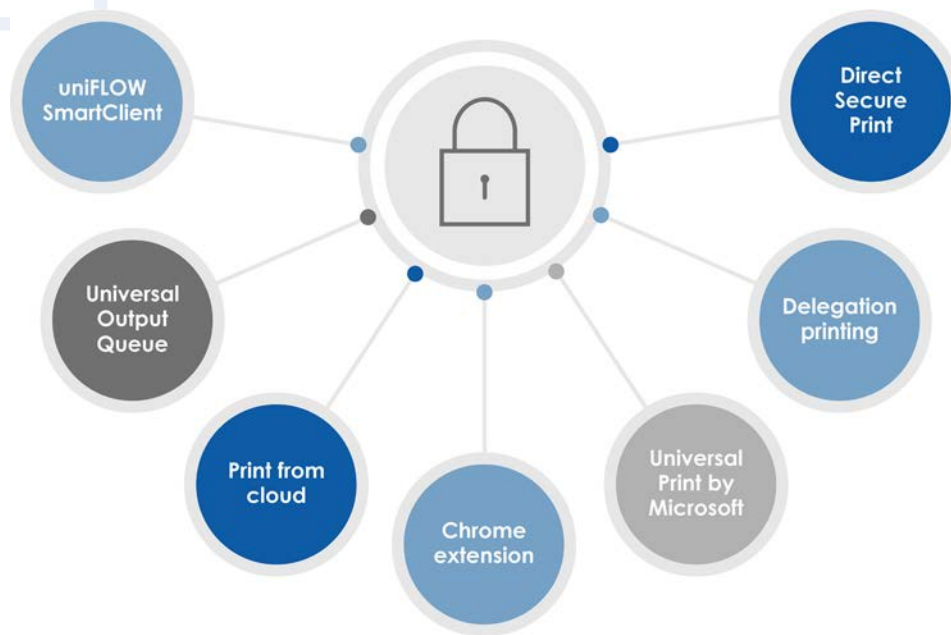 uniFLOW
SmartClient
Universal
Output
Queue
Print from
cloud
Chrome
extension
Universal
Print by
Microsoft
Delegation
printing
Direct
Secure
Print